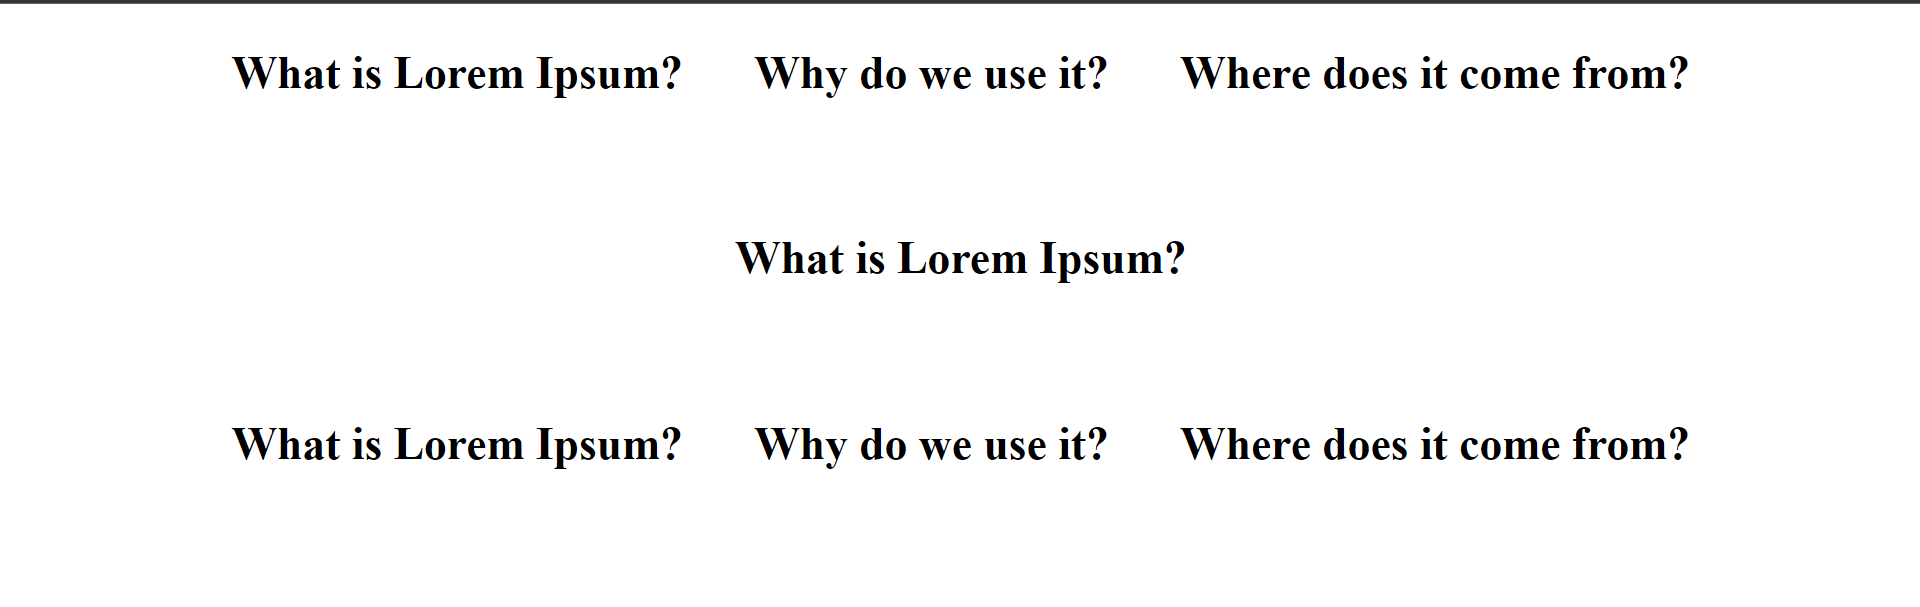 What is Lorem Ipsum? Why do we use it? Where does it come from?
What is Lorem Ipsum?
What is Lorem Ipsum? Why do we use it? Where does it come from?